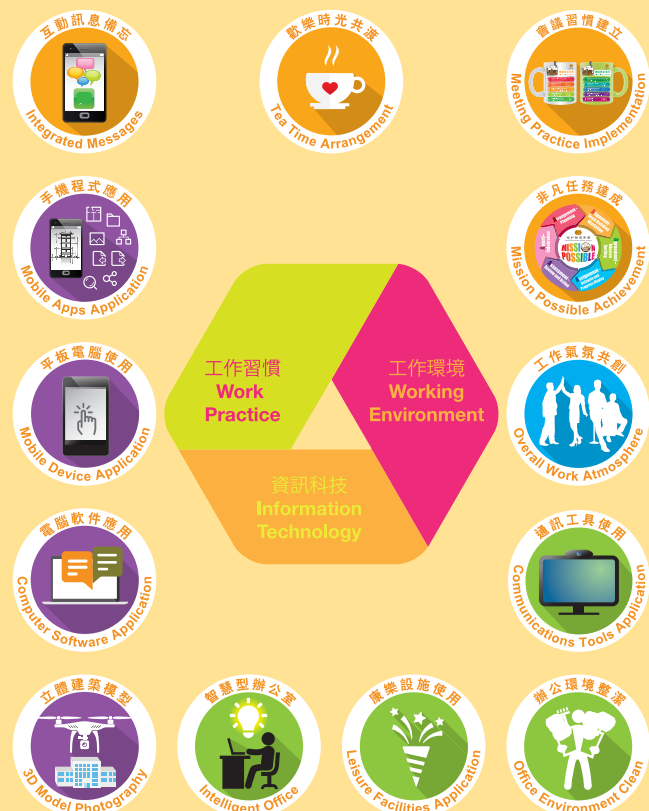 互動訊息備忘
Integrated Messages
歡樂時光共渡
Tea Time Arrangement
會議習慣建立
Meeting Practice Implementation
手機程式應用
Mobile Apps Application
非凡任務達成
MISSION
POSSIBLE
Mission Possible Achievement
平板電腦使用
Mobile Device Application
工作習慣
Work
Practice
工作環境
Working
Environment
資訊科技
Information
Technology
工作氣氛共創
Overall Work Atmosphere
電腦軟件應用
Computer Software Application
通訊工具使用
Communications Tools Application
立體建築模型
3D Model Photography
智慧型辦公室
Intelligent Office
康樂設施使用
Leisure Facilities Application
辦公環境整潔
Office Environment Clean